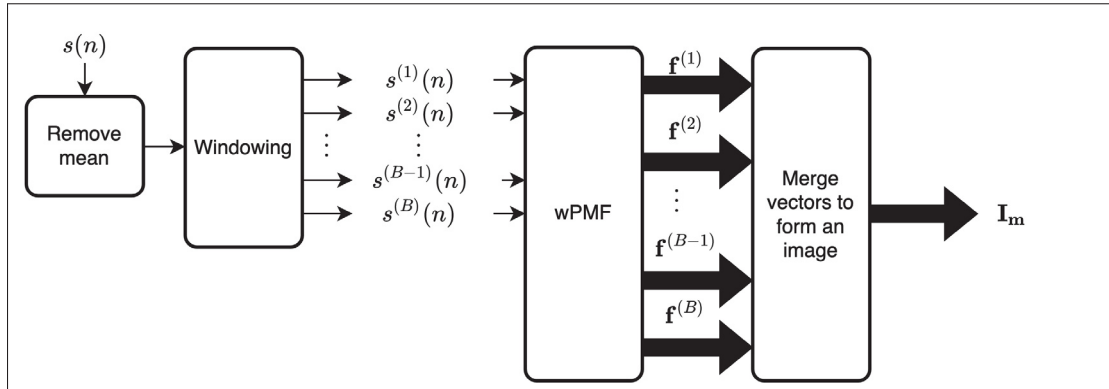 s(n)
Remove
mean
Windowing
s^{(1)}(n)
s^{(2)}(n)
⋮ ⋮
s^{(B−1)}(n)
s^{(B)}(n)
wPMF
f^{(1)}
f^{(2)}
⋮
f^{(B−1)}
f^{(B)}
Merge
vectors to
form an
image
I_m